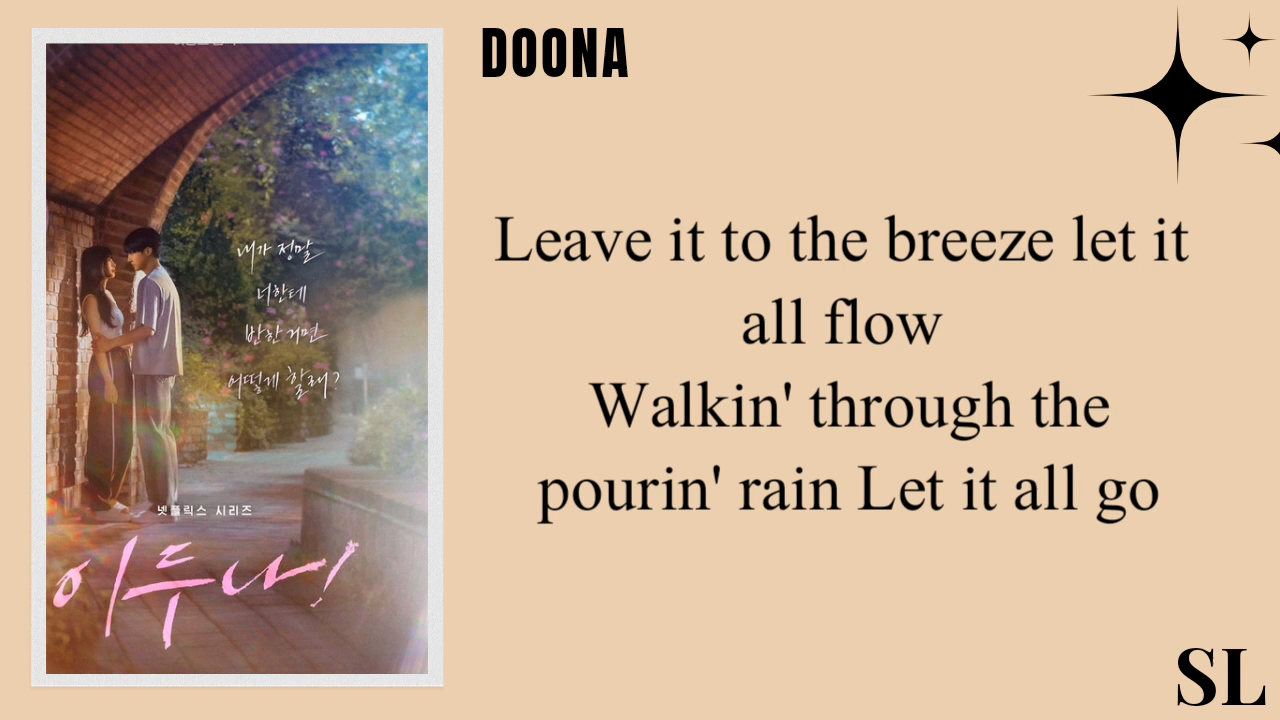 DOONA
내가 정말
너한테
반한 거면
어떻게 할래?
넷플릭스 시리즈
이두나!
Leave it to the breeze let it
all flow
Walkin' through the
pourin' rain Let it all go
SL